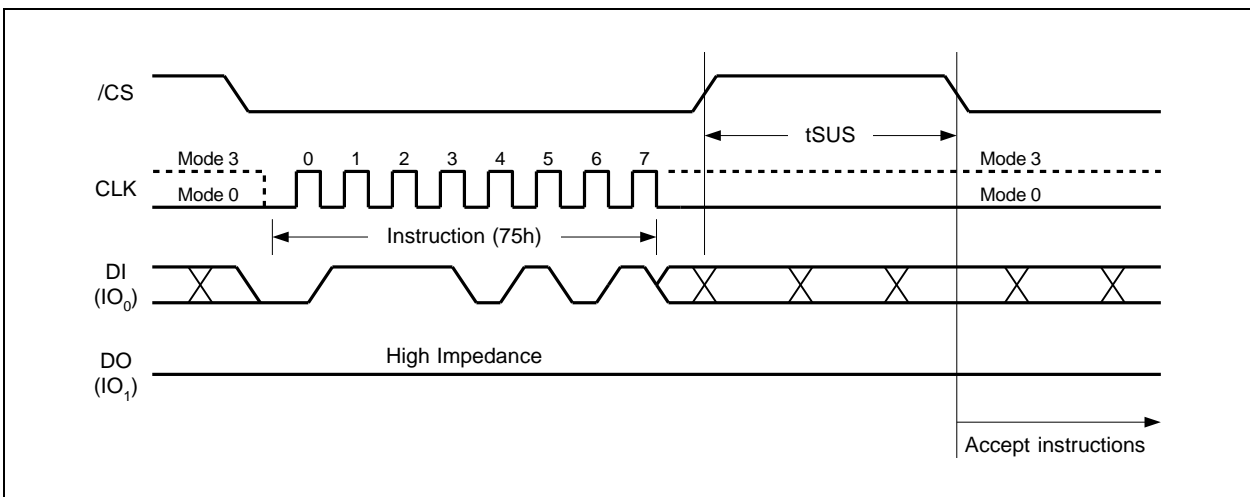 /CS
tSUS
Mode 3 0 1 2 3 4 5 6 7 Mode 3
CLK
Mode 0 Mode 0
Instruction (75h)
DI
(IO₀)
High Impedance
DO
(IO₁)
Accept instructions